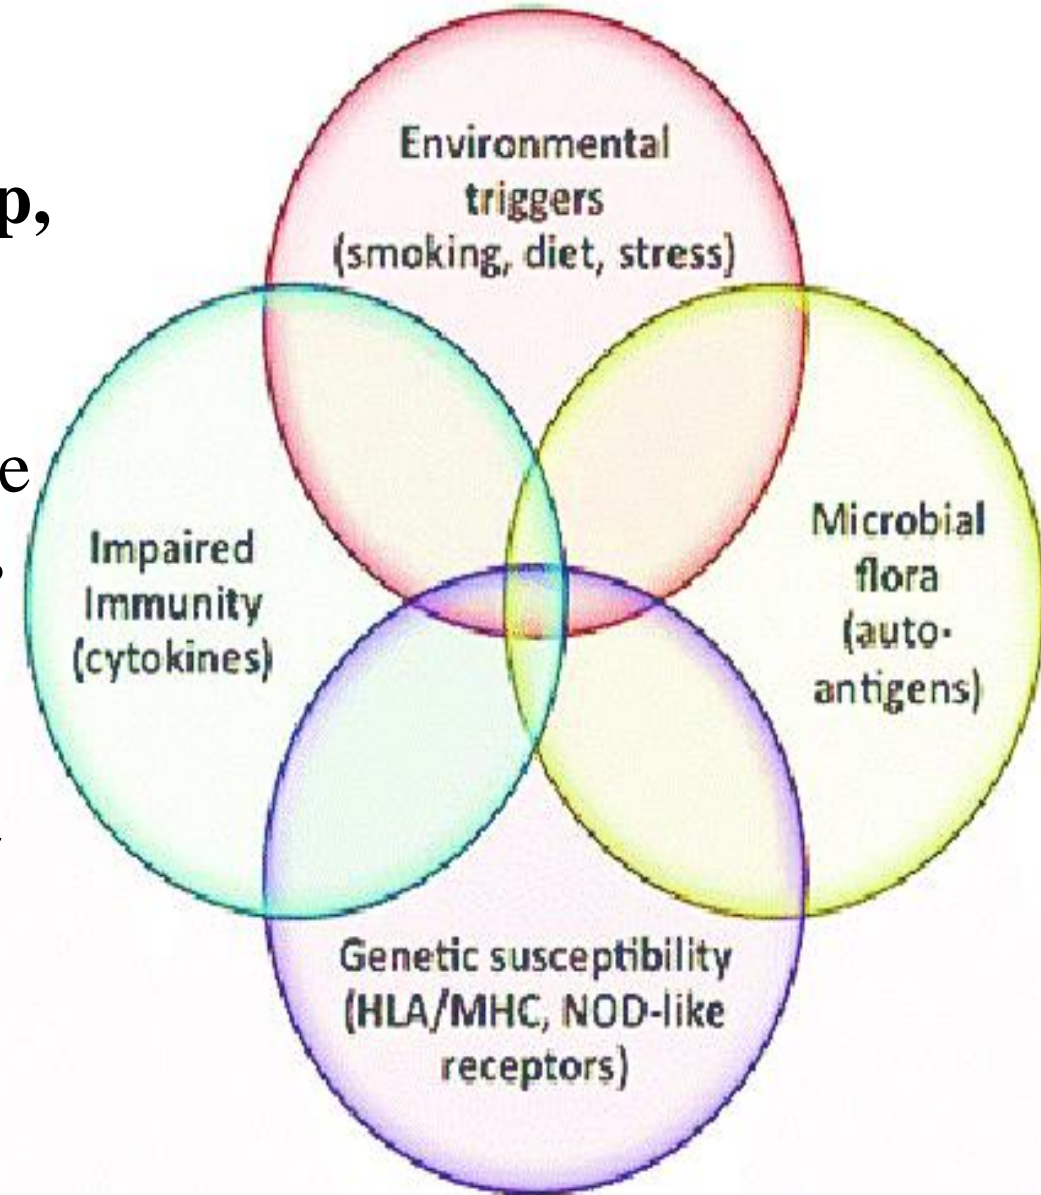 Environmental
triggers
(smoking, diet, stress)
p,
e
Impaired
Immunity
(cytokines)
Microbial
flora
(auto-
antigens)
Genetic susceptibility
(HLA/MHC, NOD-like
receptors)